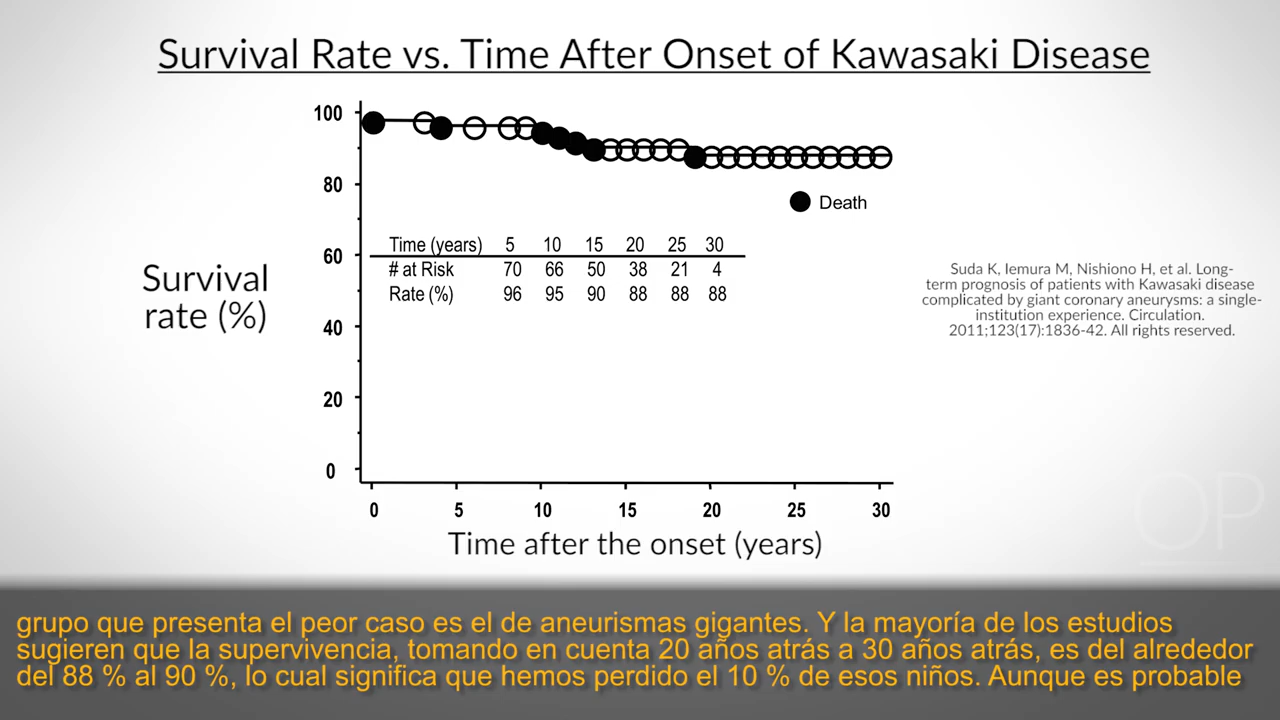 Survival Rate vs. Time After Onset of Kawasaki Disease
100
80
60
40
20
0
Survival
rate (%)
Death
Time (years) 5 10 15 20 25 30
# at Risk 70 66 50 38 21 4
Rate (%) 96 95 90 88 88 88
Suda K, Iemura M, Nishiono H, et al. Long-
term prognosis of patients with Kawasaki disease
complicated by giant coronary aneurysms: a single-
institution experience. Circulation.
2011;123(17):1836-42. All rights reserved.
0 5 10 15 20 25 30
Time after the onset (years)
OP
grupo que presenta el peor caso es el de aneurismas gigantes. Y la mayoría de los estudios
sugieren que la supervivencia, tomando en cuenta 20 años atrás a 30 años atrás, es del alrededor
del 88 % al 90 %, lo cual significa que hemos perdido el 10 % de esos niños. Aunque es probable